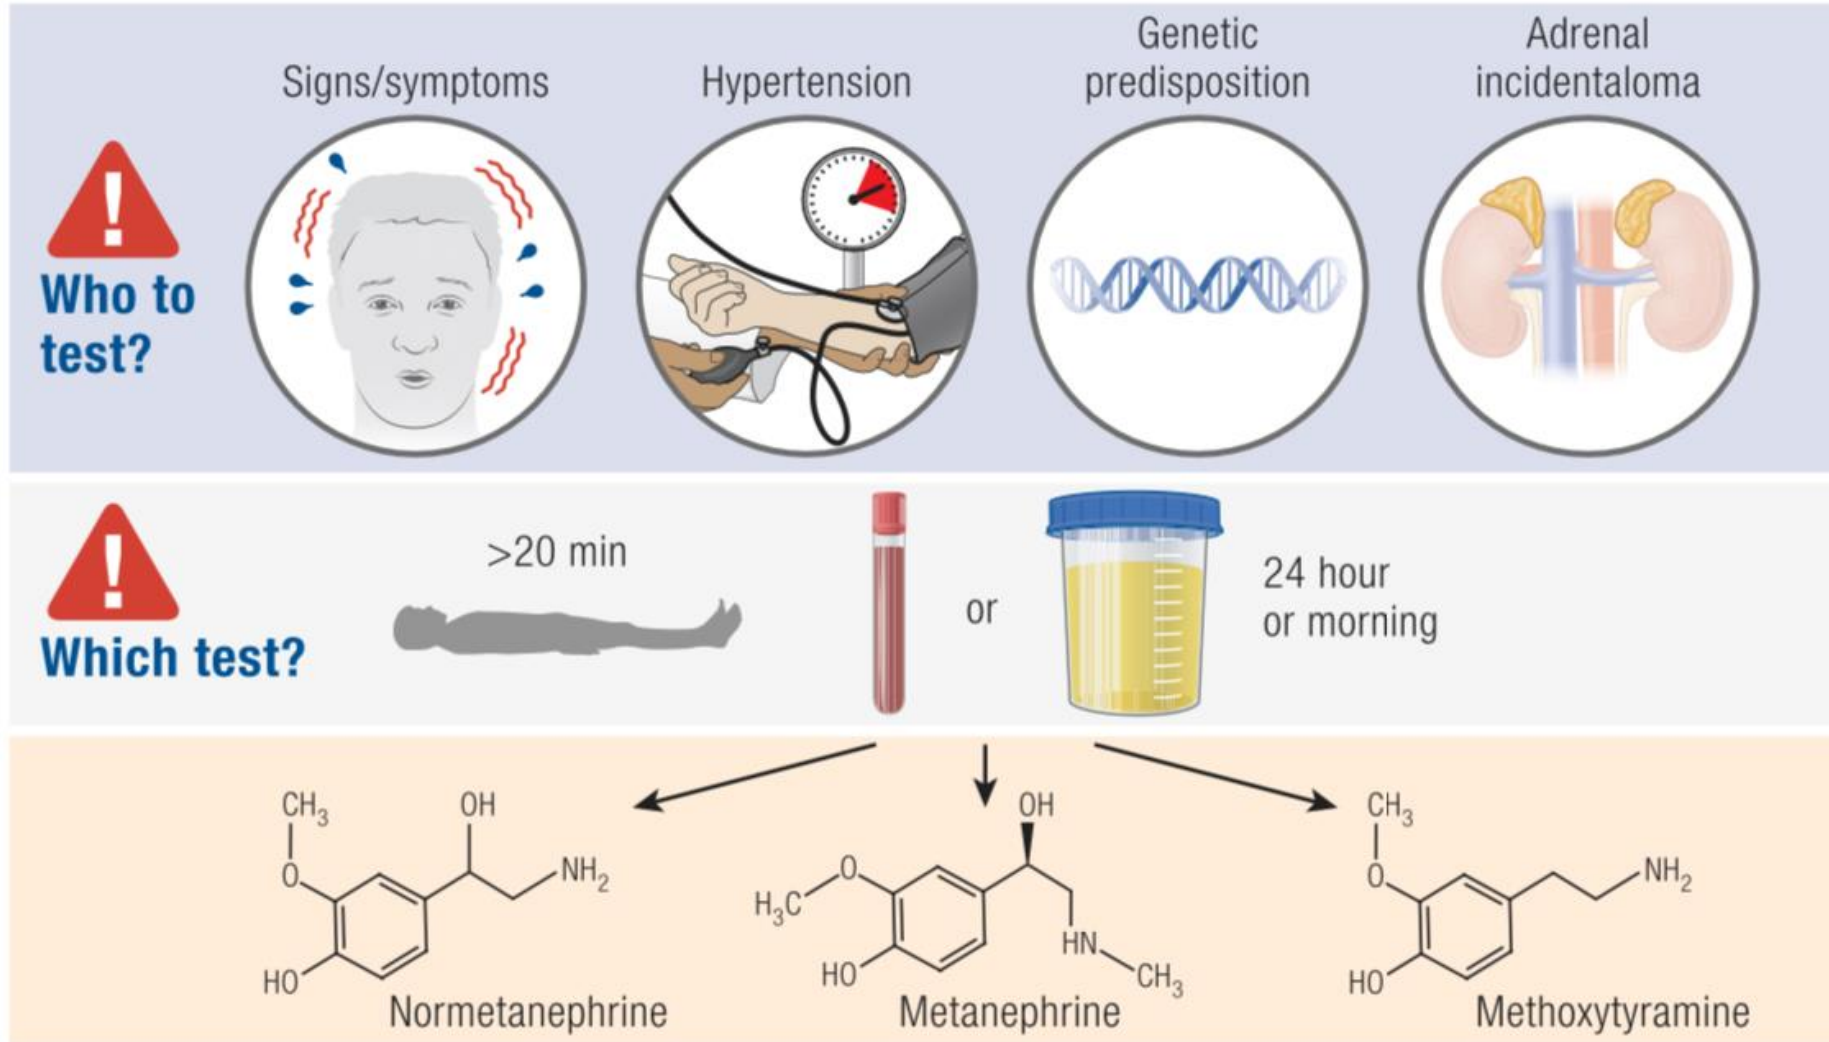 Signs/symptoms
Hypertension
Genetic
predisposition
Adrenal
incidentaloma
!
Who to
test?
!
Which test?
>20 min
or
24 hour
or morning
CH3
O
HO
OH
NH2
Normetanephrine
H3C
O
HO
OH
HN
CH3
Metanephrine
CH3
O
HO
NH2
Methoxytyramine